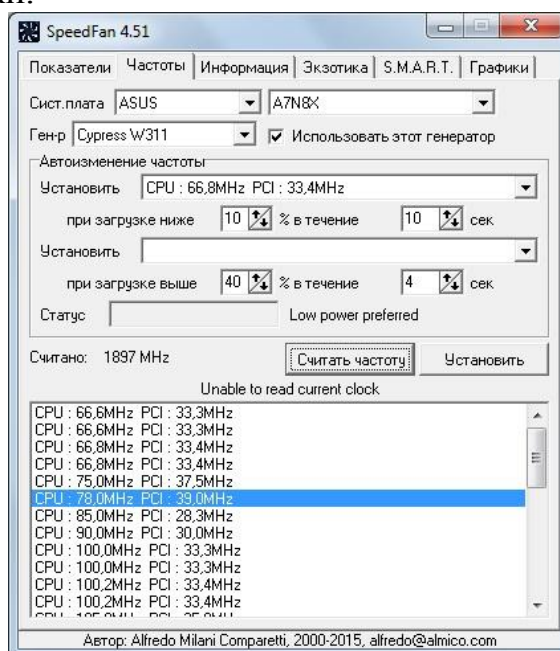 SpeedFan 4.51
Показатели Частоты Информация Экзотика S.M.A.R.T. Графики
Сист.плата ASUS A7N8X
Ген-р Cypress W311 Использовать этот генератор
Автоизменение частоты
Установить CPU : 66,8MHz PCI : 33,4MHz
при загрузке ниже 10 % в течение 10 сек
Установить
при загрузке выше 40 % в течение 4 сек
Статус Low power preferred
Считано: 1897 MHz Считать частоту Установить
Unable to read current clock
CPU : 66,6MHz PCI : 33,3MHz
CPU : 66,6MHz PCI : 33,3MHz
CPU : 66,8MHz PCI : 33,4MHz
CPU : 66,8MHz PCI : 33,4MHz
CPU : 75,0MHz PCI : 37,5MHz
CPU : 78,0MHz PCI : 39,0MHz
CPU : 85,0MHz PCI : 28,3MHz
CPU : 90,0MHz PCI : 30,0MHz
CPU : 100,0MHz PCI : 33,3MHz
CPU : 100,0MHz PCI : 33,3MHz
CPU : 100,2MHz PCI : 33,4MHz
CPU : 100,2MHz PCI : 33,4MHz
Автор: Alfredo Milani Comparetti, 2000-2015, alfredo@almico.com